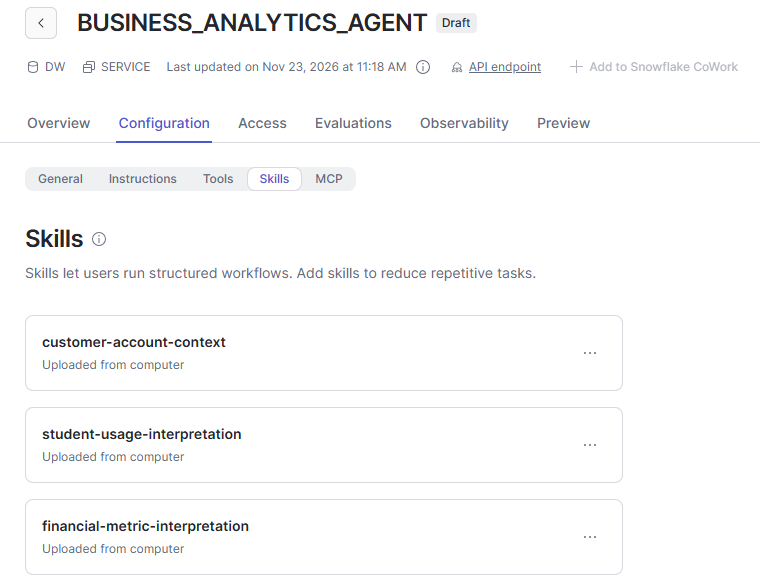 BUSINESS_ANALYTICS_AGENT Draft
DW SERVICE Last updated on Nov 23, 2026 at 11:18 AM API endpoint Add to Snowflake CoWork
Overview Configuration Access Evaluations Observability Preview
General Instructions Tools Skills MCP
Skills
Skills let users run structured workflows. Add skills to reduce repetitive tasks.
customer-account-context
Uploaded from computer
student-usage-interpretation
Uploaded from computer
financial-metric-interpretation
Uploaded from computer